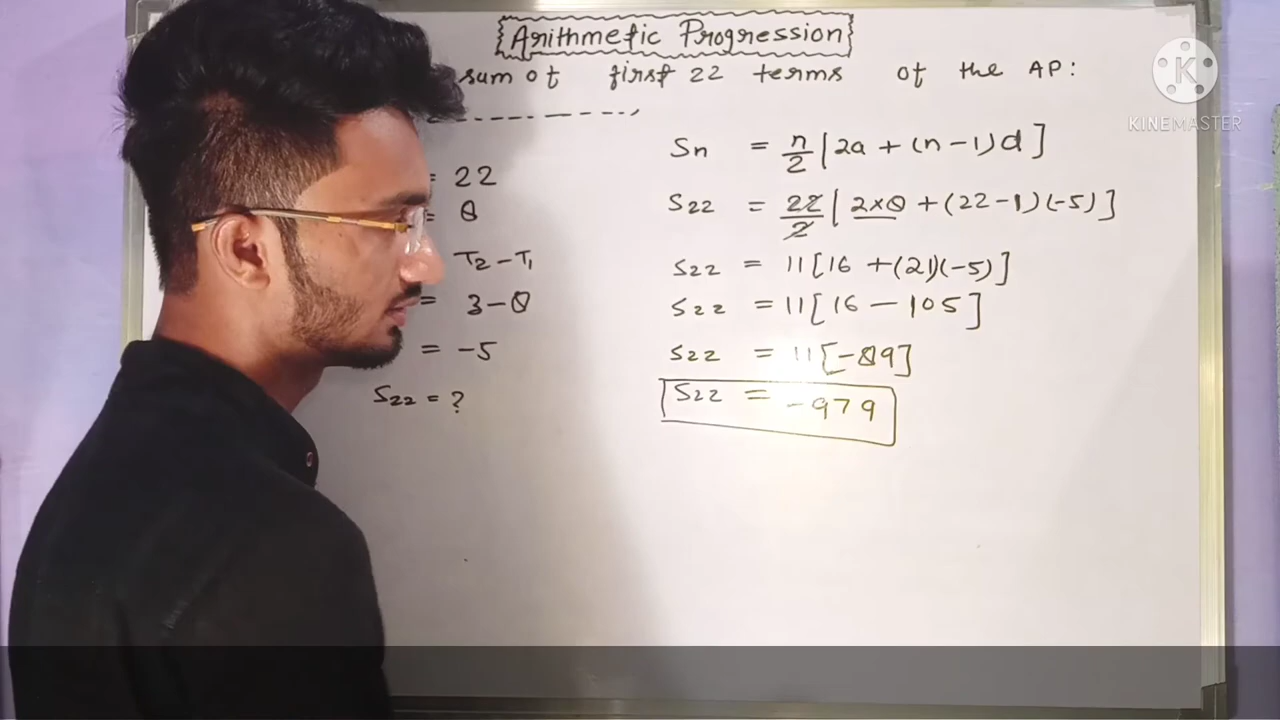 Arithmetic Progression
sum of first 22 terms of the AP:
= 22
= 8
T2 - T1
= 3 - 8
= -5
S22 = ?
Sn = n/2 [2a + (n - 1)d]
S22 = 22/2 [2×8 + (22 - 1)(-5)]
S22 = 11[16 + (21)(-5)]
S22 = 11[16 - 105]
S22 = 11[-89]
S22 = -979
K
KINEMASTER